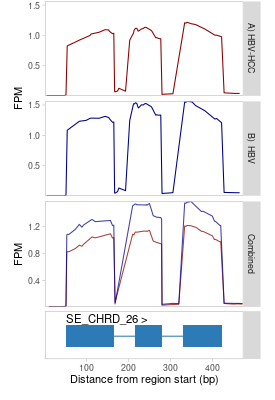 1.5
1.0
0.5
A) HBV-HCC
FPM
1.5
1.0
0.5
B) HBV
1.2
0.8
0.4
FPM
Combined
SE_CHRD_26 >
100 200 300 400
Distance from region start (bp)